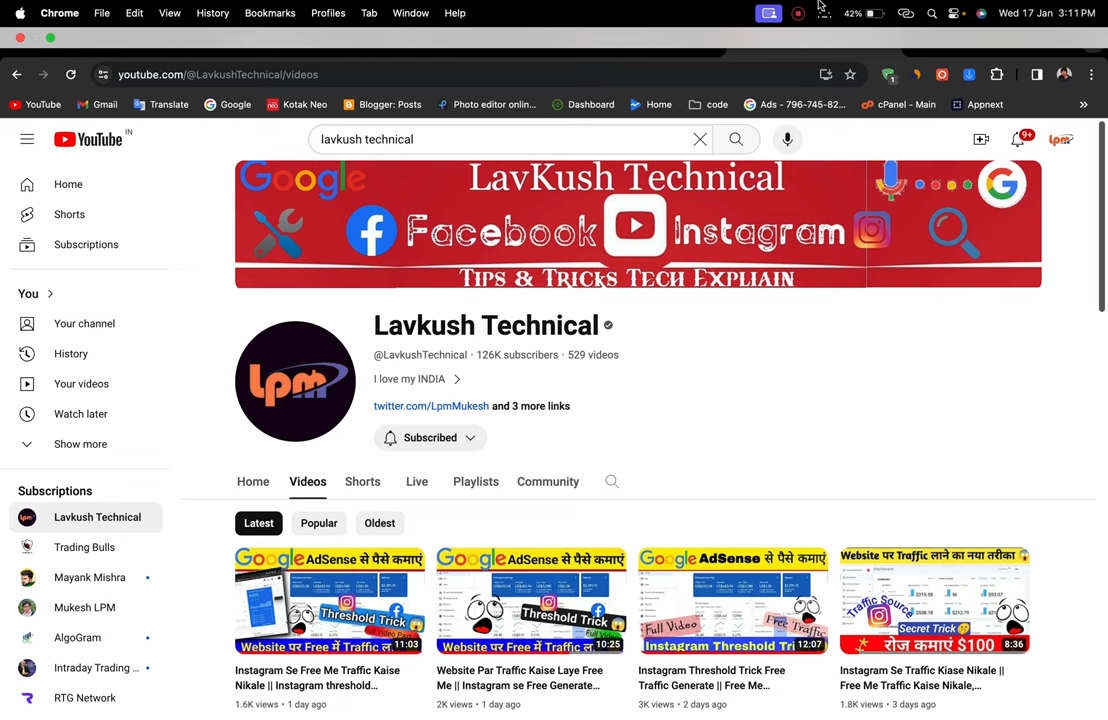 Chrome File Edit View History Bookmarks Profiles Tab Window Help 42% Wed 17 Jan 3:11 PM
youtube.com/@LavkushTechnical/videos
YouTube Gmail Translate Google Kotak Neo Blogger: Posts Photo editor onlin... Dashboard Home code Ads - 796-745-82... cPanel - Main Appnext »
YouTube IN lavkush technical 9+ lpm
Home
Shorts
Subscriptions
You
Your channel
History
Your videos
Watch later
Show more
Subscriptions
Lavkush Technical
Trading Bulls
Mayank Mishra
Mukesh LPM
AlgoGram
Intraday Trading ...
RTG Network
Google LavKush Technical
Facebook Instagram
TIPS & TRICKS TECH EXPLIAN
lpm
Lavkush Technical
@LavkushTechnical · 126K subscribers · 529 videos
I love my INDIA
twitter.com/LpmMukesh and 3 more links
Subscribed
Home Videos Shorts Live Playlists Community
Latest Popular Oldest
Google AdSense से पैसे कमाएं
Threshold Trick
11:03
Instagram Se Free Me Traffic Kaise
Nikale || Instagram threshold...
1.6K views · 1 day ago
Google AdSense से पैसे कमाएं
Threshold Trick
Full Video
Website पर Free में Traffic
10:25
Website Par Traffic Kaise Laye Free
Me || Instagram se Free Generate...
2K views · 1 day ago
Google AdSense से पैसे कमाएं
Full Video Free Traffic
Instagram Threshold Tri
12:07
Instagram Threshold Trick Free
Traffic Generate || Free Me...
3K views · 2 days ago
Website पर Traffic लाने का नया तरीका
Traffic Source
Secret Trick
रोज कमाएं $100
8:36
Instagram Se Traffic Kiase Nikale ||
Free Me Traffic Kaise Nikale,...
1.8K views · 3 days ago